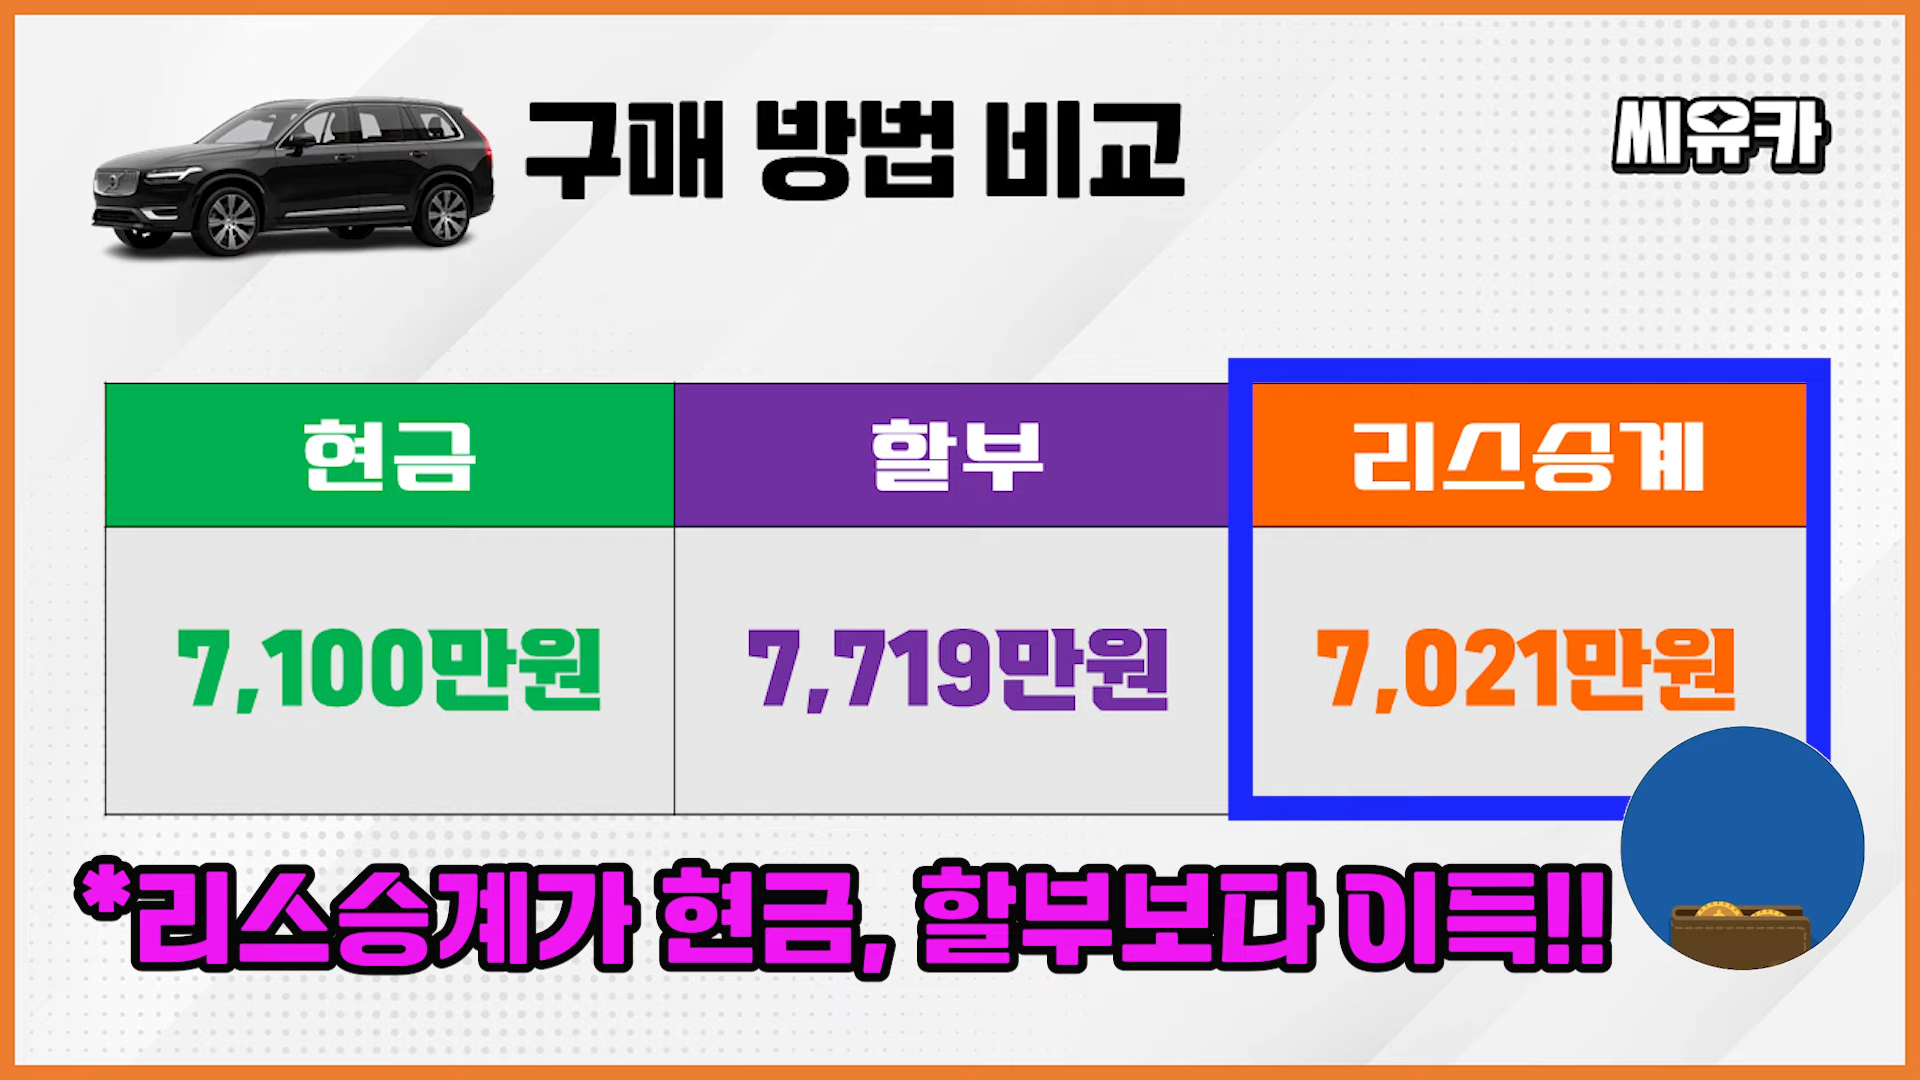 구매 방법 비교
씨유카
현금
할부
리스승계
7,100만원
7,719만원
7,021만원
*리스승계가 현금, 할부보다 이득!!